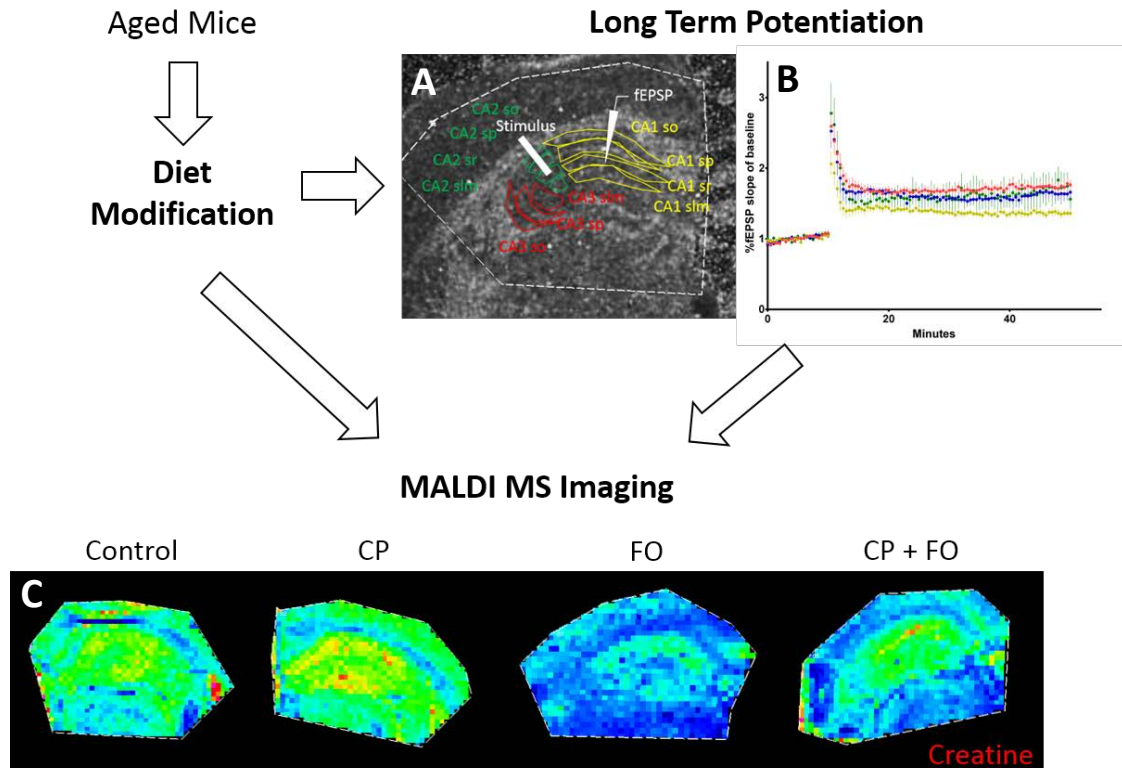 Aged Mice
Long Term Potentiation
Diet
Modification
A
fEPSP
CA2 so
Stimulus
CA1 so
CA2 sp
CA1 sp
CA2 sr
CA1 sr
CA2 slm
CA3 slm
CA1 slm
CA3 sp
CA3 so
B
%fEPSP slope of baseline
3
2
1
0
0
20
40
Minutes
MALDI MS Imaging
Control
CP
FO
CP + FO
C
Creatine